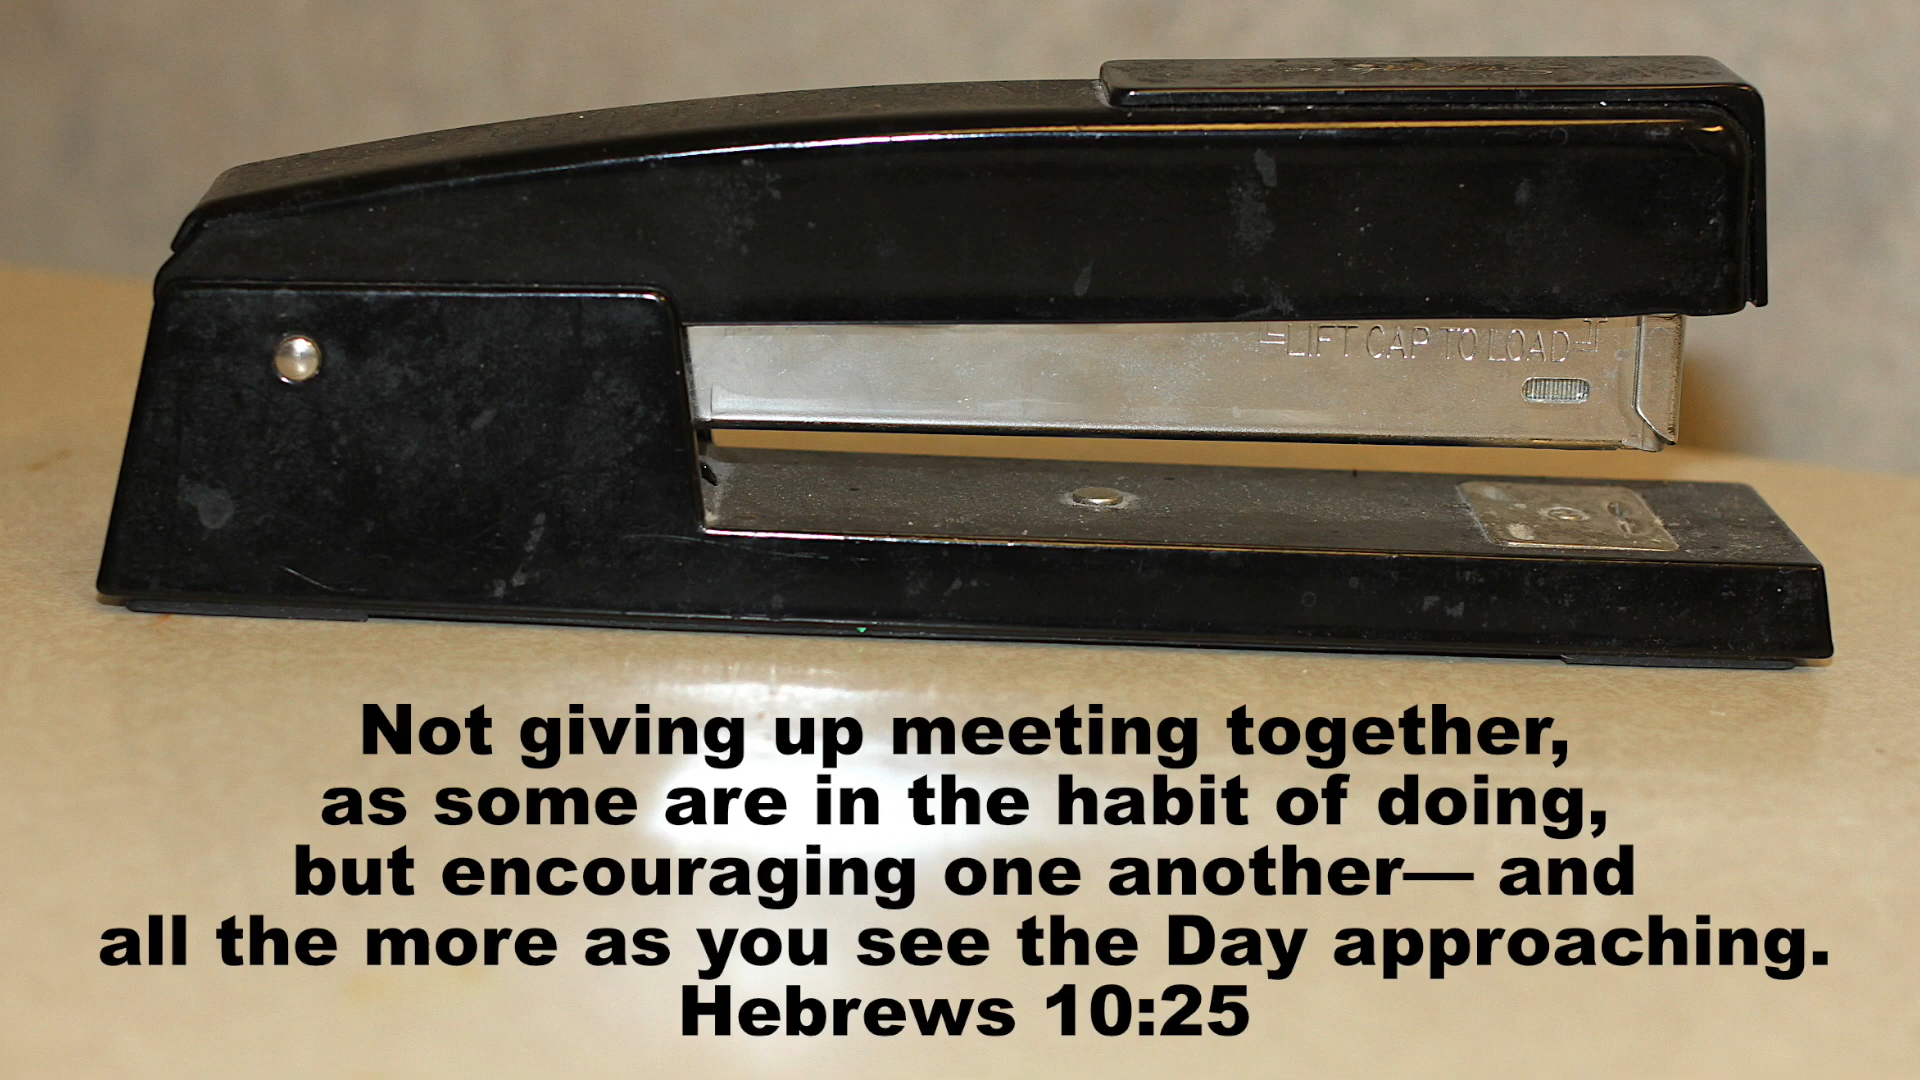 LIFT CAP TO LOAD
Not giving up meeting together,
as some are in the habit of doing,
but encouraging one another— and
all the more as you see the Day approaching.
Hebrews 10:25